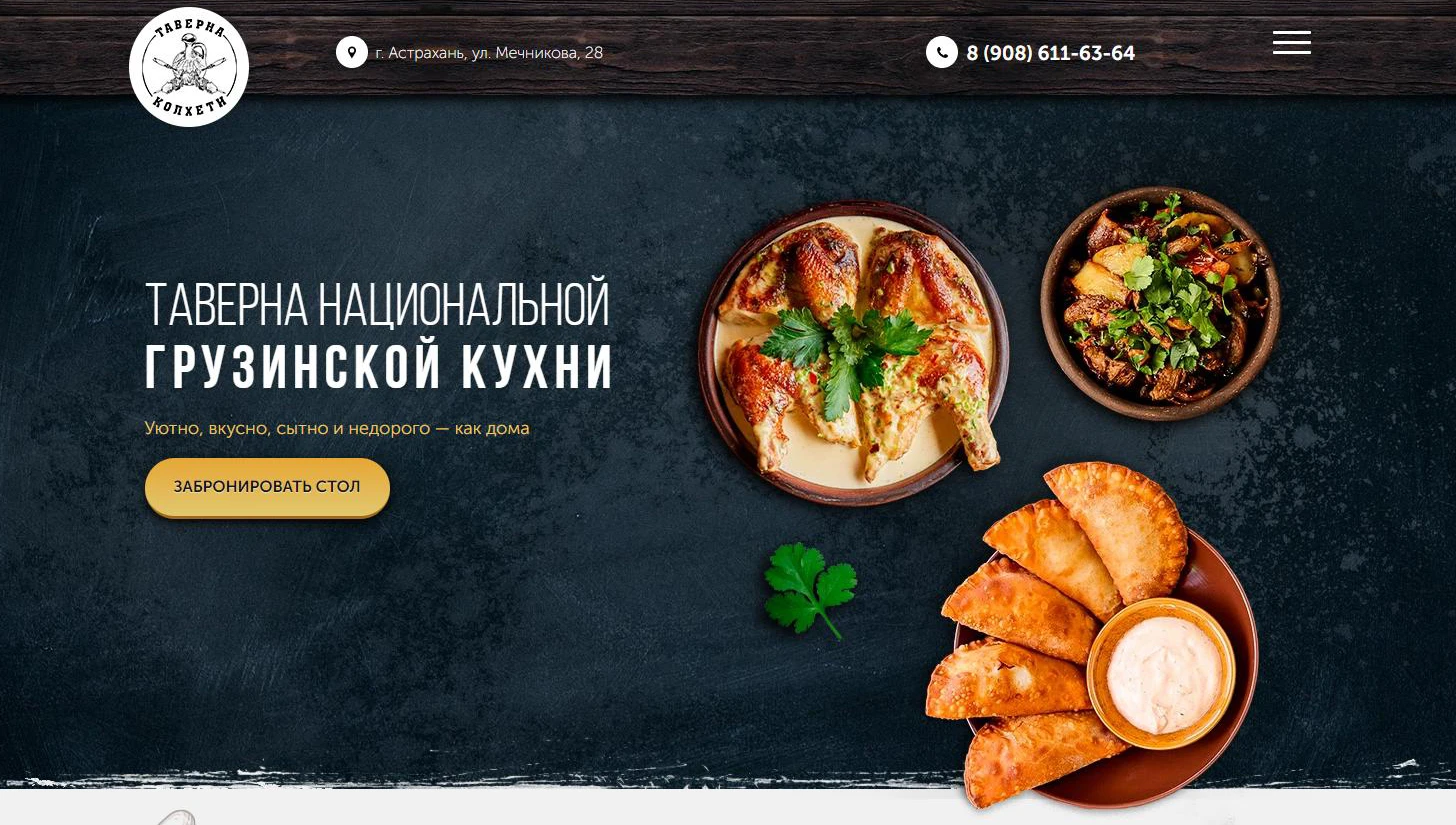 ТАВЕРНА
КОЛХЕТИ
г. Астрахань, ул. Мечникова, 28
8 (908) 611-63-64
ТАВЕРНА НАЦИОНАЛЬНОЙ
ГРУЗИНСКОЙ КУХНИ
Уютно, вкусно, сытно и недорого — как дома
ЗАБРОНИРОВАТЬ СТОЛ